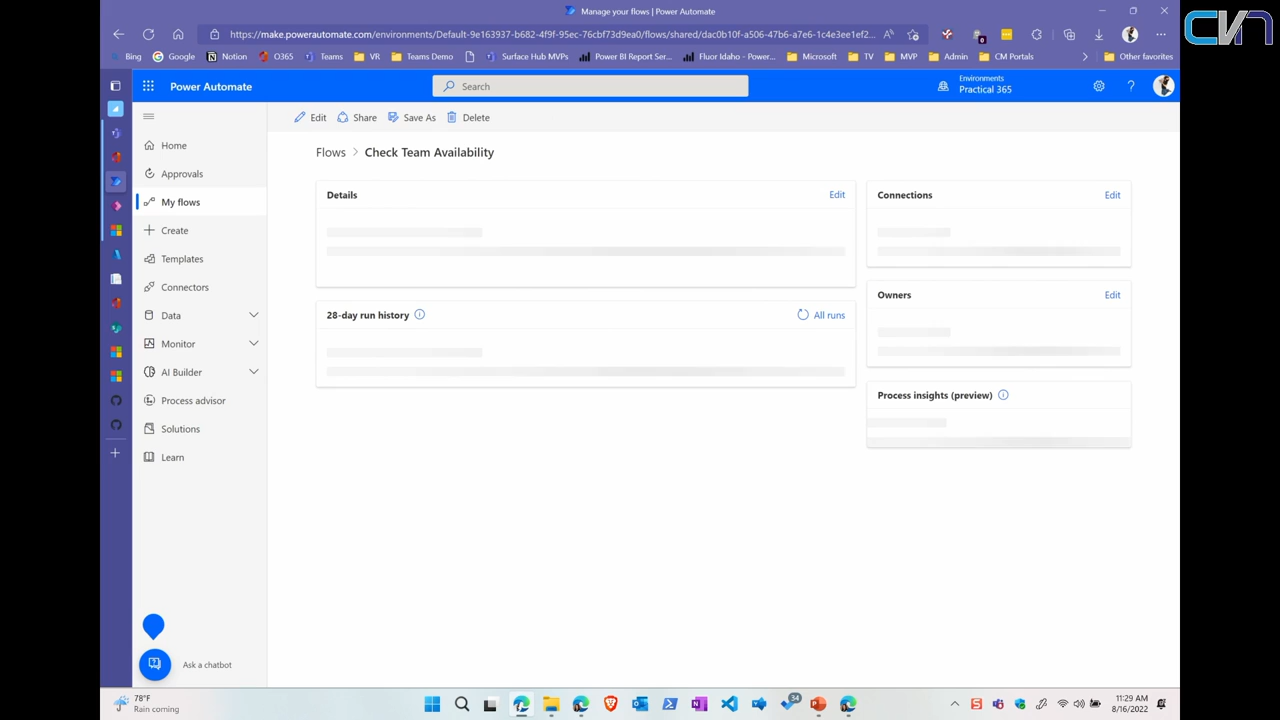 Manage your flows | Power Automate
https://make.powerautomate.com/environments/Default-9e163937-b682-4f9f-95ec-76cbf73d9ea0/flows/shared/dac0b10f-a506-47b6-a7e6-1c4e3ee1ef2...
Bing Google Notion O365 Teams VR Teams Demo Surface Hub MVPs Power BI Report Ser... Fluor Idaho - Power... Microsoft TV MVP Admin CM Portals Other favorites
CVN
Power Automate
Search
Environments
Practical 365
Edit Share Save As Delete
Flows > Check Team Availability
Home
Approvals
My flows
Create
Templates
Connectors
Data
Monitor
AI Builder
Process advisor
Solutions
Learn
Details Edit
28-day run history All runs
Connections Edit
Owners Edit
Process insights (preview)
Ask a chatbot
78°F
Rain coming
34
11:29 AM
8/16/2022